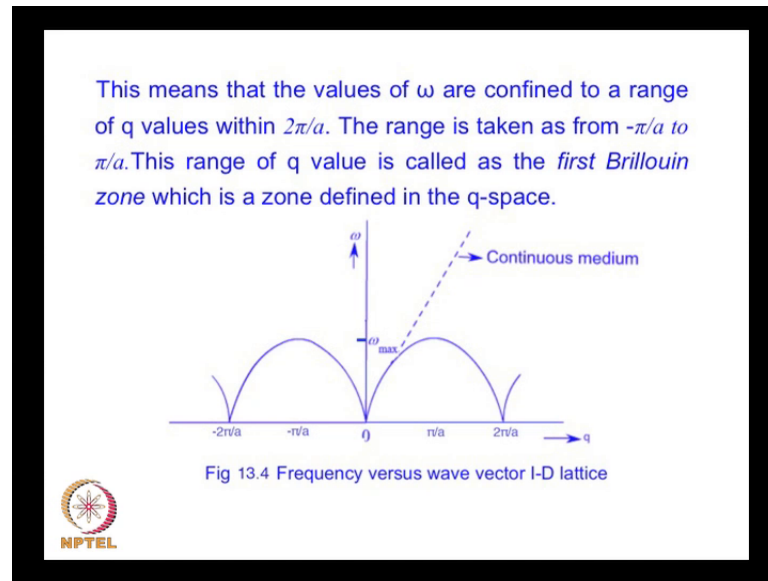 This means that the values of ω are confined to a range
of q values within 2π/a. The range is taken as from -π/a to
π/a.This range of q value is called as the first Brillouin
zone which is a zone defined in the q-space.
ω
Continuous medium
ωmax
-2π/a -π/a 0 π/a 2π/a q
Fig 13.4 Frequency versus wave vector I-D lattice
NPTEL